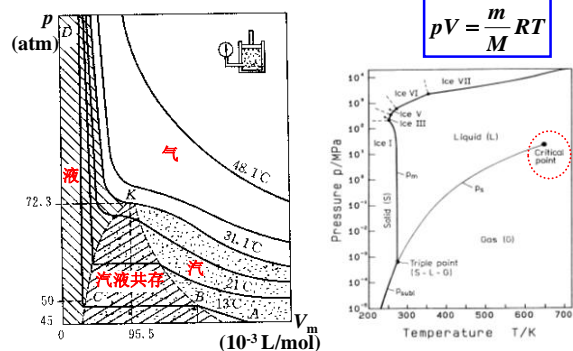 p
(atm)
D
气
液
48.1℃
72.3
K
31.1℃
汽
21℃
汽液共存
13℃
50
C
B
A
45
0
95.5
Vm
(10-3 L/mol)
pV = m/M RT
Pressure p/MPa
Ice VII
Ice VI
Ice V
Ice III
Ice I
Liquid (L)
Critical
point
pm
ps
Solid (S)
Gas (G)
Triple point
(S - L - G)
psubl
200
300
400
500
600
700
Temperature T/K